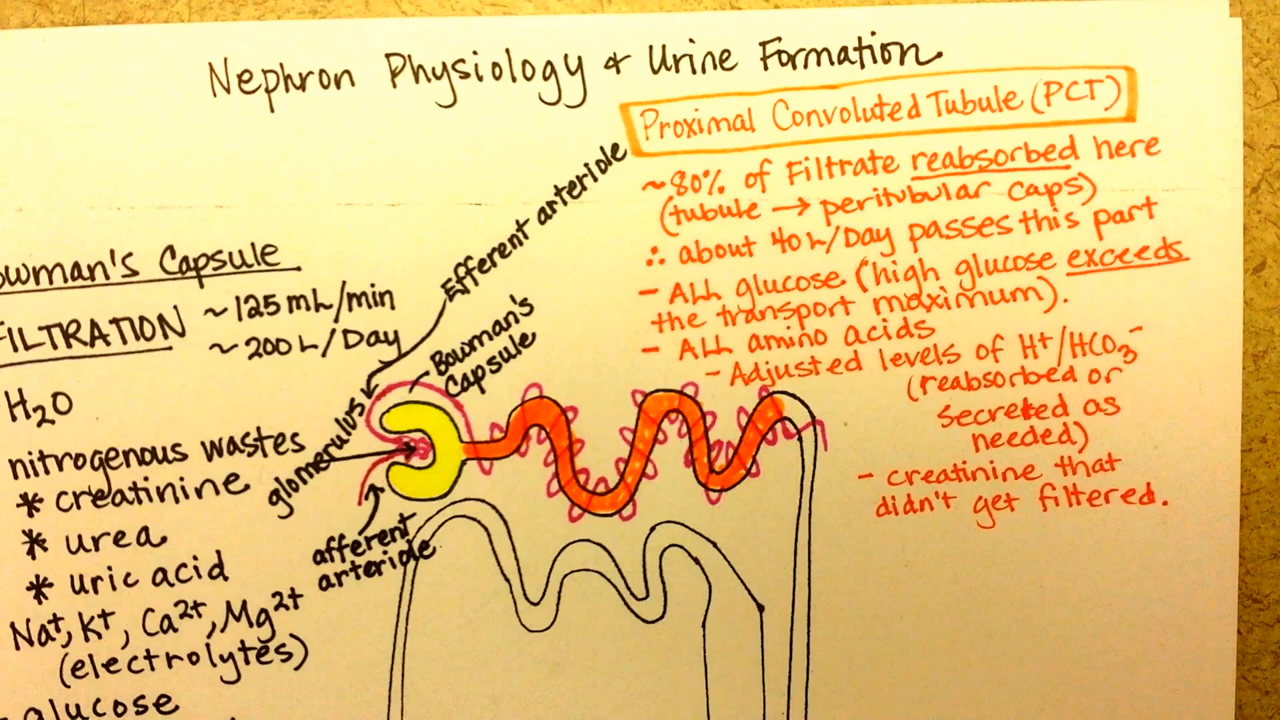 Nephron Physiology & Urine Formation
Proximal Convoluted Tubule (PCT)
~80% of Filtrate reabsorbed here
(tubule → peritubular caps)
∴ about 40L/Day passes this part
- ALL glucose (high glucose exceeds
the transport maximum).
- ALL amino acids
- Adjusted levels of H+/HCO3-
(reabsorbed or
secreted as
needed)
- creatinine that
didn't get filtered.
Efferent arteriole
Bowman's
Capsule
glomerulus
afferent
arteriole
owman's Capsule
FILTRATION ~125 mL/min
~200L/Day
H2O
nitrogenous wastes
* creatinine
* urea
* uric acid
Na+, K+, Ca2+, Mg2+
(electrolytes)
glucose